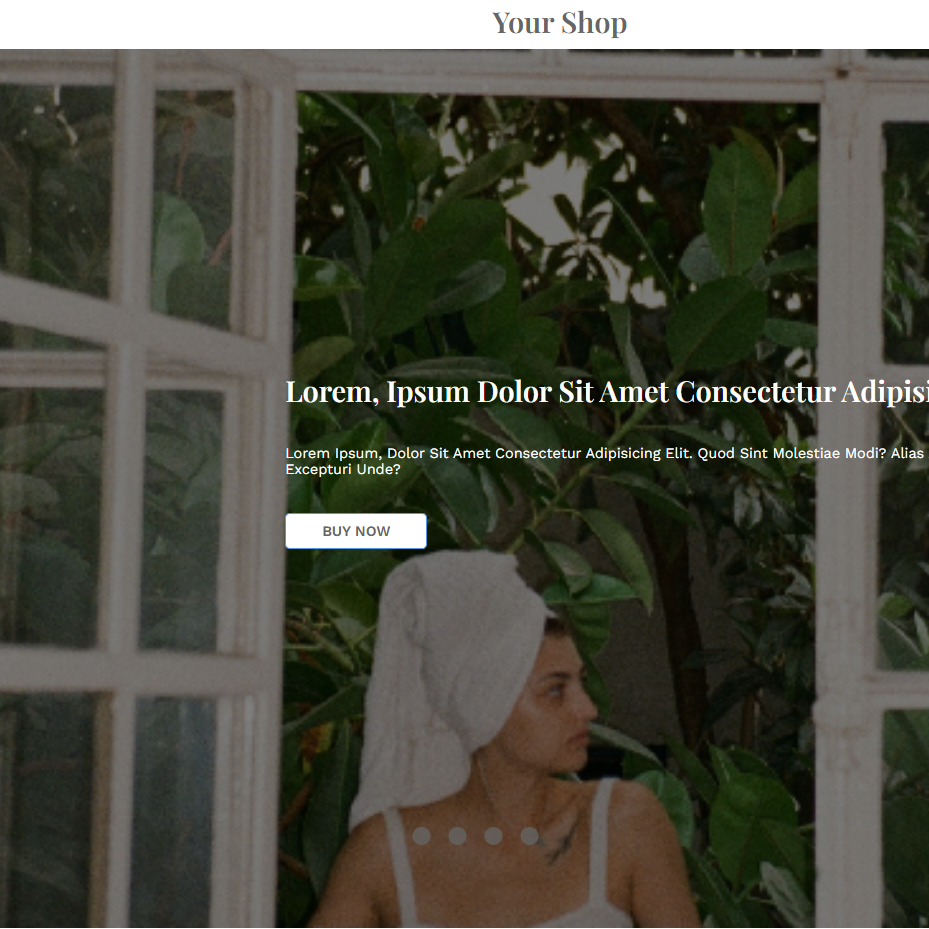 Your Shop
Lorem, Ipsum Dolor Sit Amet Consectetur
Lorem Ipsum, Dolor Sit Amet Consectetur Adipisicing Elit. Quod Sint Molestiae Modi? Alias
Excepturi Unde?
BUY NOW